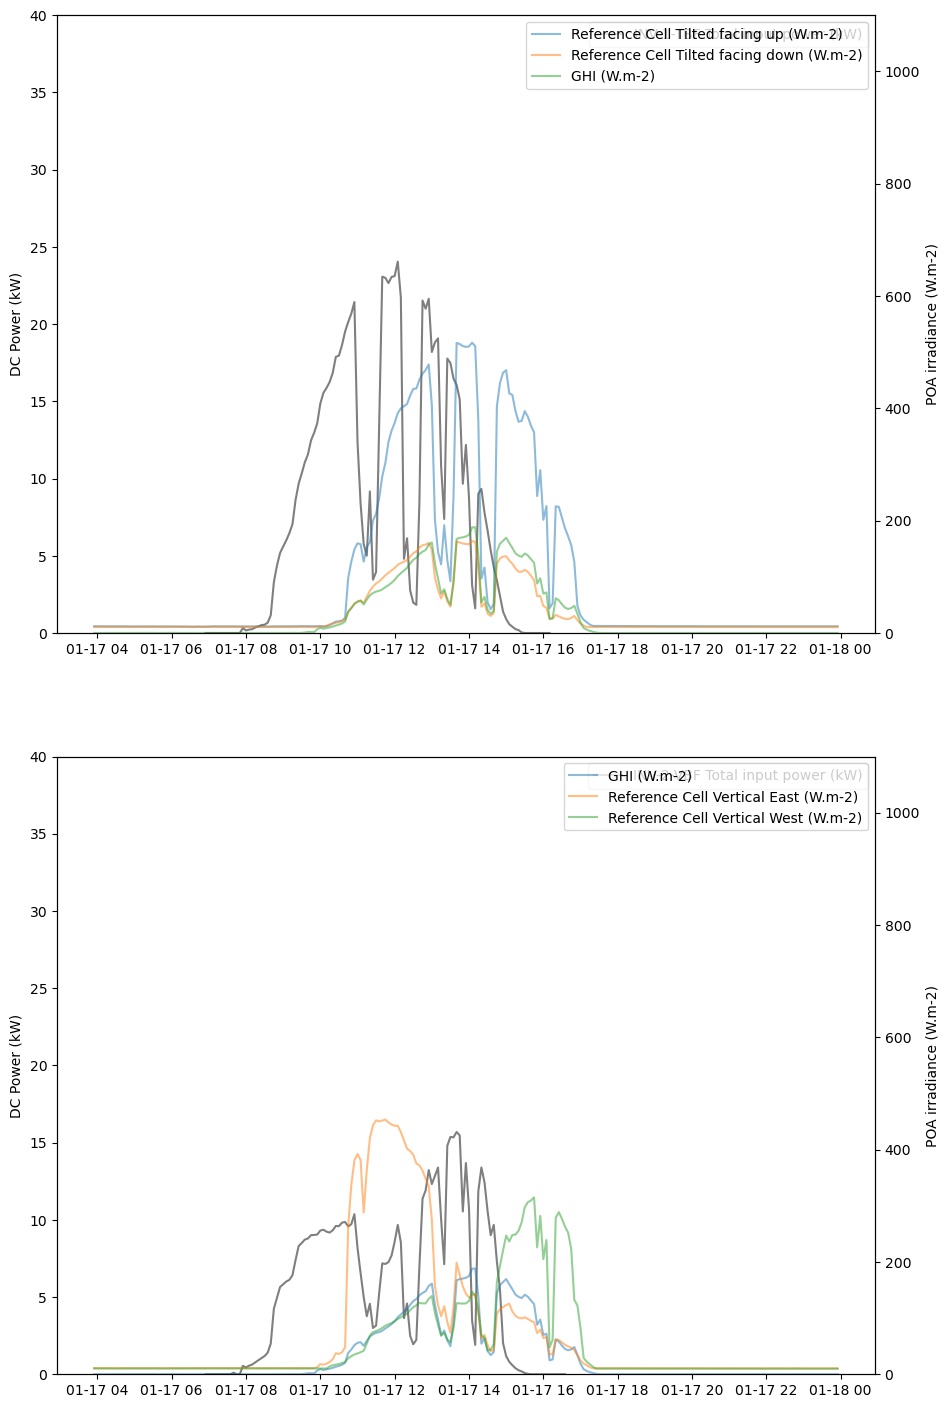 40
35
30
25
20
15
10
5
0
DC Power (kW)
1000
800
600
400
200
0
POA irradiance (W.m-2)
Reference Cell Tilted facing up (W.m-2)
Reference Cell Tilted facing down (W.m-2)
GHI (W.m-2)
01-17 04 01-17 06 01-17 08 01-17 10 01-17 12 01-17 14 01-17 16 01-17 18 01-17 20 01-17 22 01-18 00
40
35
30
25
20
15
10
5
0
DC Power (kW)
1000
800
600
400
200
0
POA irradiance (W.m-2)
Total input power (kW)
GHI (W.m-2)
Reference Cell Vertical East (W.m-2)
Reference Cell Vertical West (W.m-2)
01-17 04 01-17 06 01-17 08 01-17 10 01-17 12 01-17 14 01-17 16 01-17 18 01-17 20 01-17 22 01-18 00